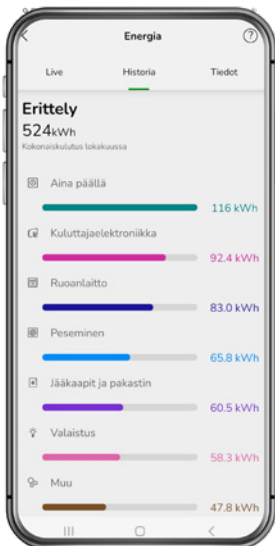 Energia
Live Historia Tiedot
Erittely
524kWh
Kokonaiskulutus lokakuussa
Aina päällä
116 kWh
Kuluttajaelektroniikka
92.4 kWh
Ruoanlaitto
83.0 kWh
Peseminen
65.8 kWh
Jääkaapit ja pakastin
60.5 kWh
Valaistus
58.3 kWh
Muu
47.8 kWh